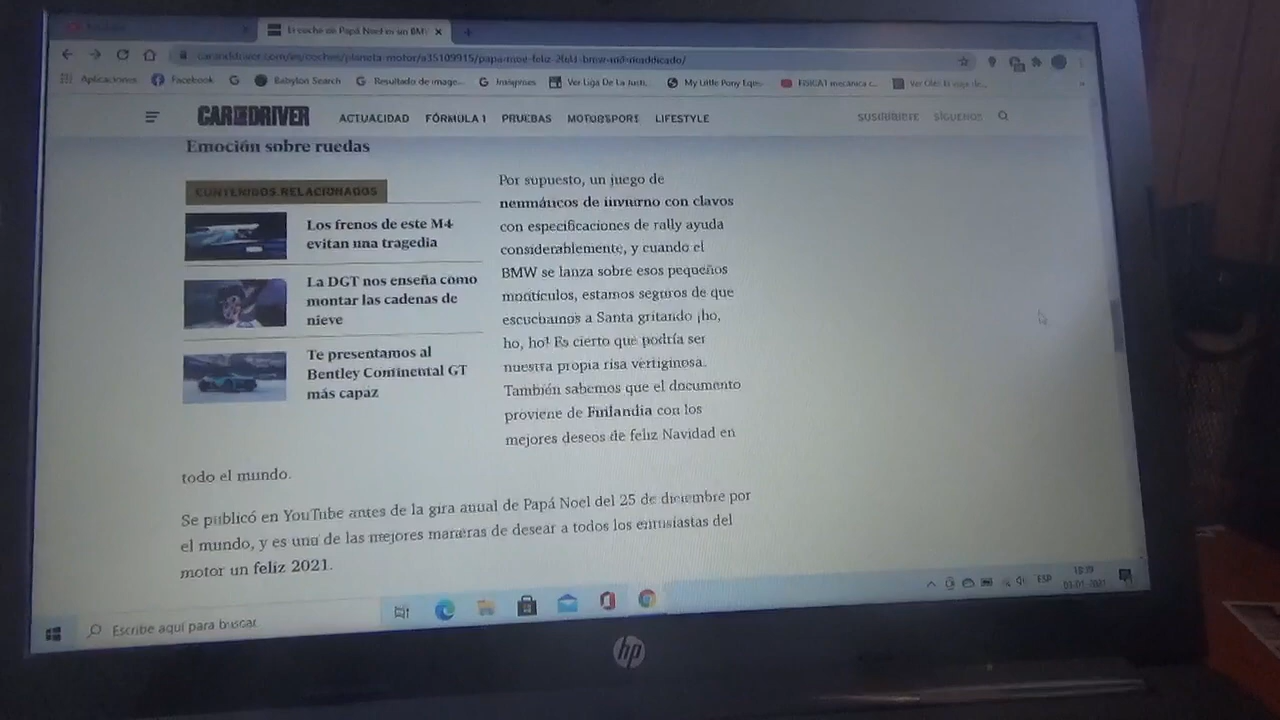 El coche de Papá Noel es un BMW
Aplicaciones Facebook Babylon Search Resultado de image... Imágenes Ver Liga De La Justi... My Little Pony Eque... FISICA1 mecánica c...
CAR AND DRIVER ACTUALIDAD FÓRMULA 1 PRUEBAS MOTORSPORT LIFESTYLE SUSCRÍBETE SÍGUENOS
Emoción sobre ruedas
CONTENIDOS RELACIONADOS
Los frenos de este M4
evitan una tragedia
La DGT nos enseña como
montar las cadenas de
nieve
Te presentamos al
Bentley Continental GT
más capaz
Por supuesto, un juego de
neumáticos de invierno con clavos
con especificaciones de rally ayuda
considerablemente, y cuando el
BMW se lanza sobre esos pequeños
montículos, estamos seguros de que
escuchamos a Santa gritando ¡ho,
ho, ho! Es cierto que podría ser
nuestra propia risa vertiginosa.
También sabemos que el documento
proviene de Finlandia con los
mejores deseos de feliz Navidad en
todo el mundo.
Se publicó en YouTube antes de la gira anual de Papá Noel del 25 de diciembre por
el mundo, y es una de las mejores maneras de desear a todos los entusiastas del
motor un feliz 2021.
Escribe aquí para buscar
ESP
hp